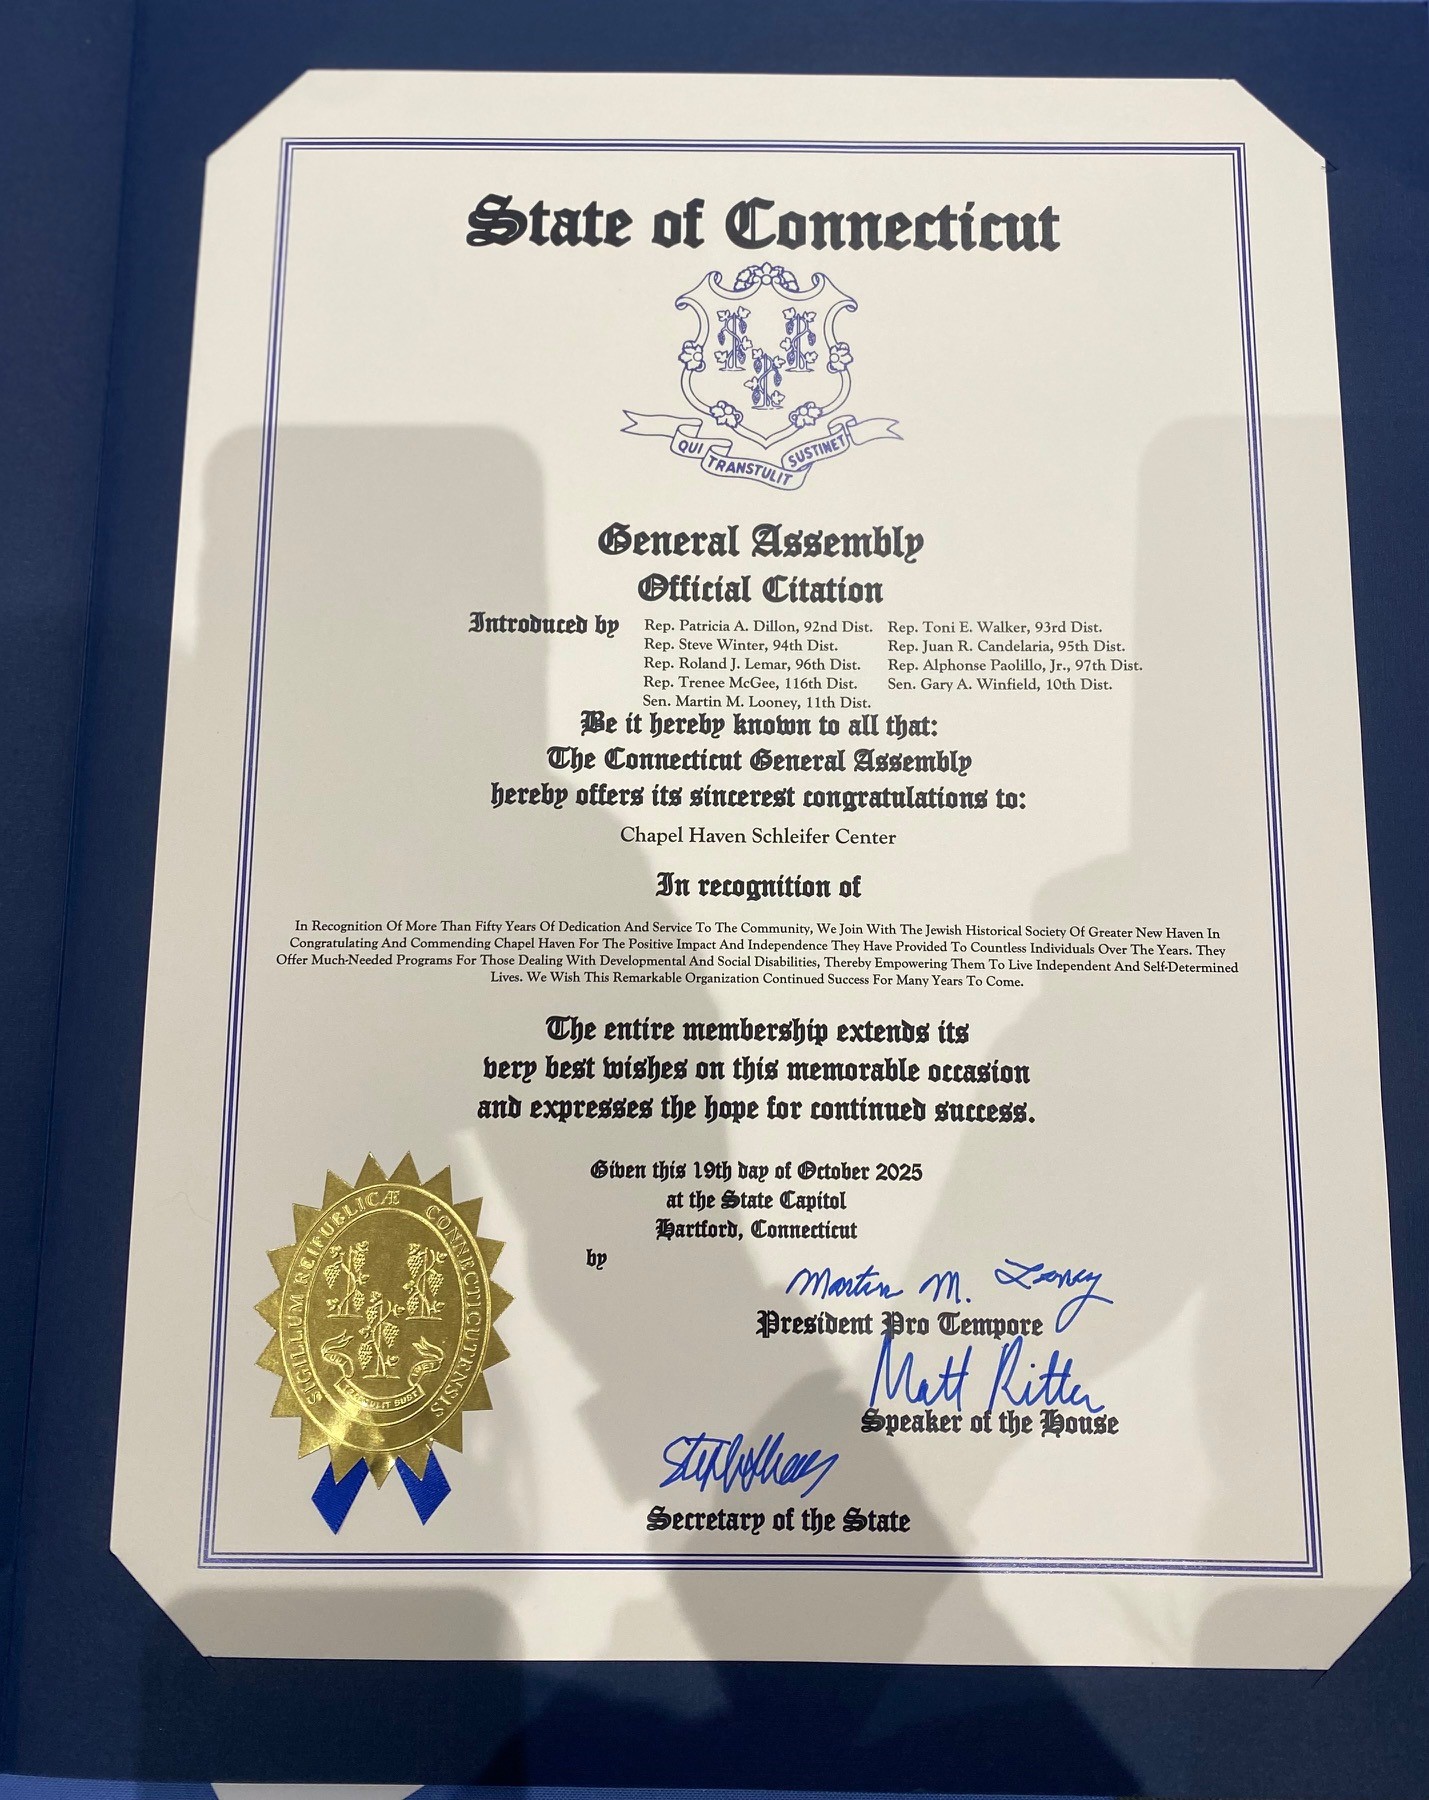 State of Connecticut
QUI TRANSTULIT SUSTINET
General Assembly
Official Citation
Introduced by
Rep. Patricia A. Dillon, 92nd Dist. Rep. Toni E. Walker, 93rd Dist.
Rep. Steve Winter, 94th Dist. Rep. Juan R. Candelaria, 95th Dist.
Rep. Roland J. Lemar, 96th Dist. Rep. Alphonse Paolillo, Jr., 97th Dist.
Rep. Trenee McGee, 116th Dist. Sen. Gary A. Winfield, 10th Dist.
Sen. Martin M. Looney, 11th Dist.
Be it hereby known to all that:
The Connecticut General Assembly
hereby offers its sincerest congratulations to:
Chapel Haven Schleifer Center
In recognition of
In Recognition Of More Than Fifty Years Of Dedication And Service To The Community, We Join With The Jewish Historical Society Of Greater New Haven In
Congratulating And Commending Chapel Haven For The Positive Impact And Independence They Have Provided To Countless Individuals Over The Years. They
Offer Much-Needed Programs For Those Dealing With Developmental And Social Disabilities, Thereby Empowering Them To Live Independent And Self-Determined
Lives. We Wish This Remarkable Organization Continued Success For Many Years To Come.
The entire membership extends its
very best wishes on this memorable occasion
and expresses the hope for continued success.
Given this 19th day of October 2025
at the State Capitol
Hartford, Connecticut
by
Martin M. Looney
President Pro Tempore
Matt Ritter
Speaker of the House
Secretary of the State
SIGILLUM REIPUBLICÆ CONNECTICUTENSIS